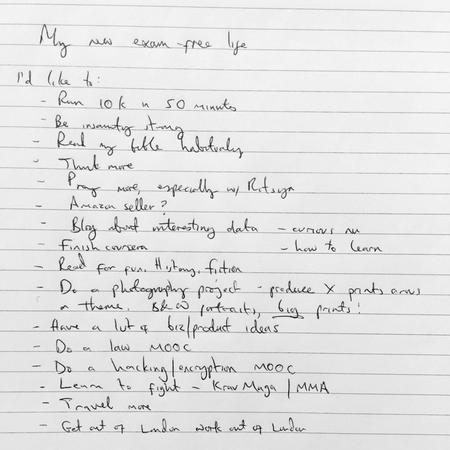 My new exam-free life
I'd like to:
- Run 10k in 50 minutes
- Be insanely strong
- Read my bible habitually
- Think more
- Pray more, especially w/
- Amazon seller?
- Blog about interesting data - curious
- Finish coursera - how to learn
- Read for fun. History, fiction
- Do a photography project - produce X prints
a theme. B&W portraits, big prints!
- Have a lot of biz/product ideas
- Do a law MOOC
- Do a hacking/encryption MOOC
- Learn to fight - Krav Maga / MMA
- Travel more
- Get out of London work out of London